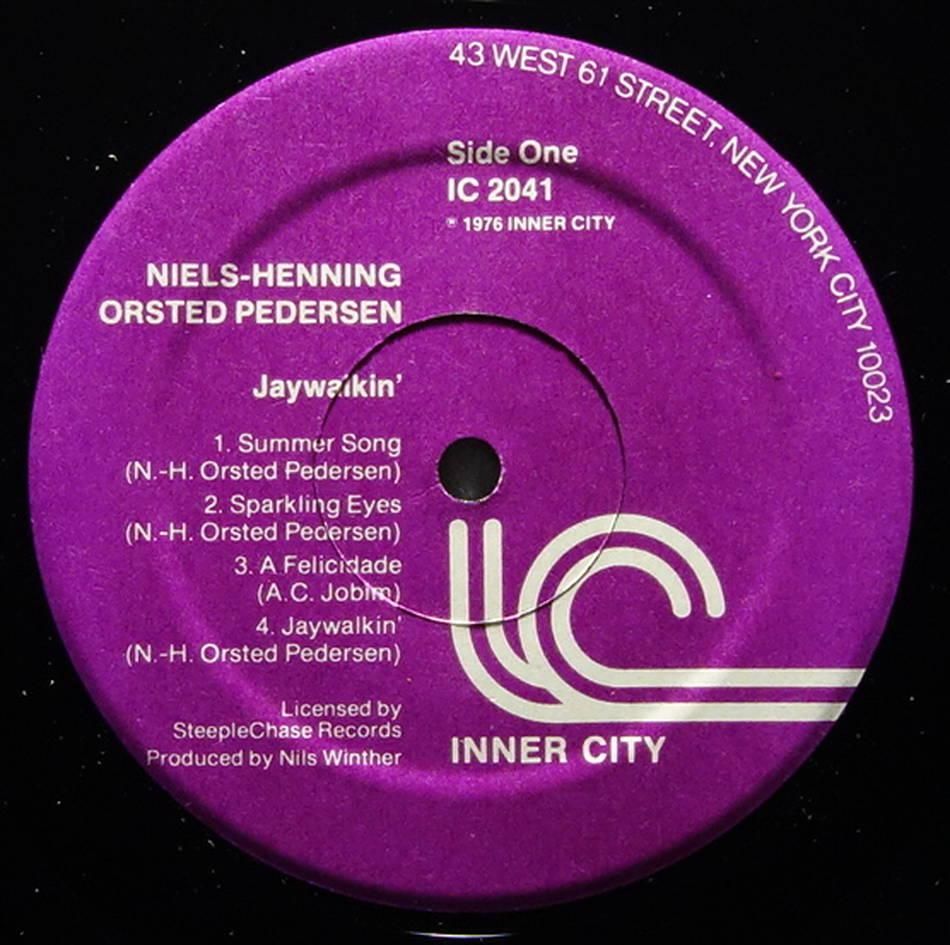 43 WEST 61 STREET, NEW YORK CITY 10023
Side One
IC 2041
℗ 1976 INNER CITY
NIELS-HENNING
ORSTED PEDERSEN
Jaywalkin'
1. Summer Song
(N.-H. Orsted Pedersen)
2. Sparkling Eyes
(N.-H. Orsted Pedersen)
3. A Felicidade
(A.C. Jobim)
4. Jaywalkin'
(N.-H. Orsted Pedersen)
Licensed by
SteepleChase Records
Produced by Nils Winther
IC
INNER CITY